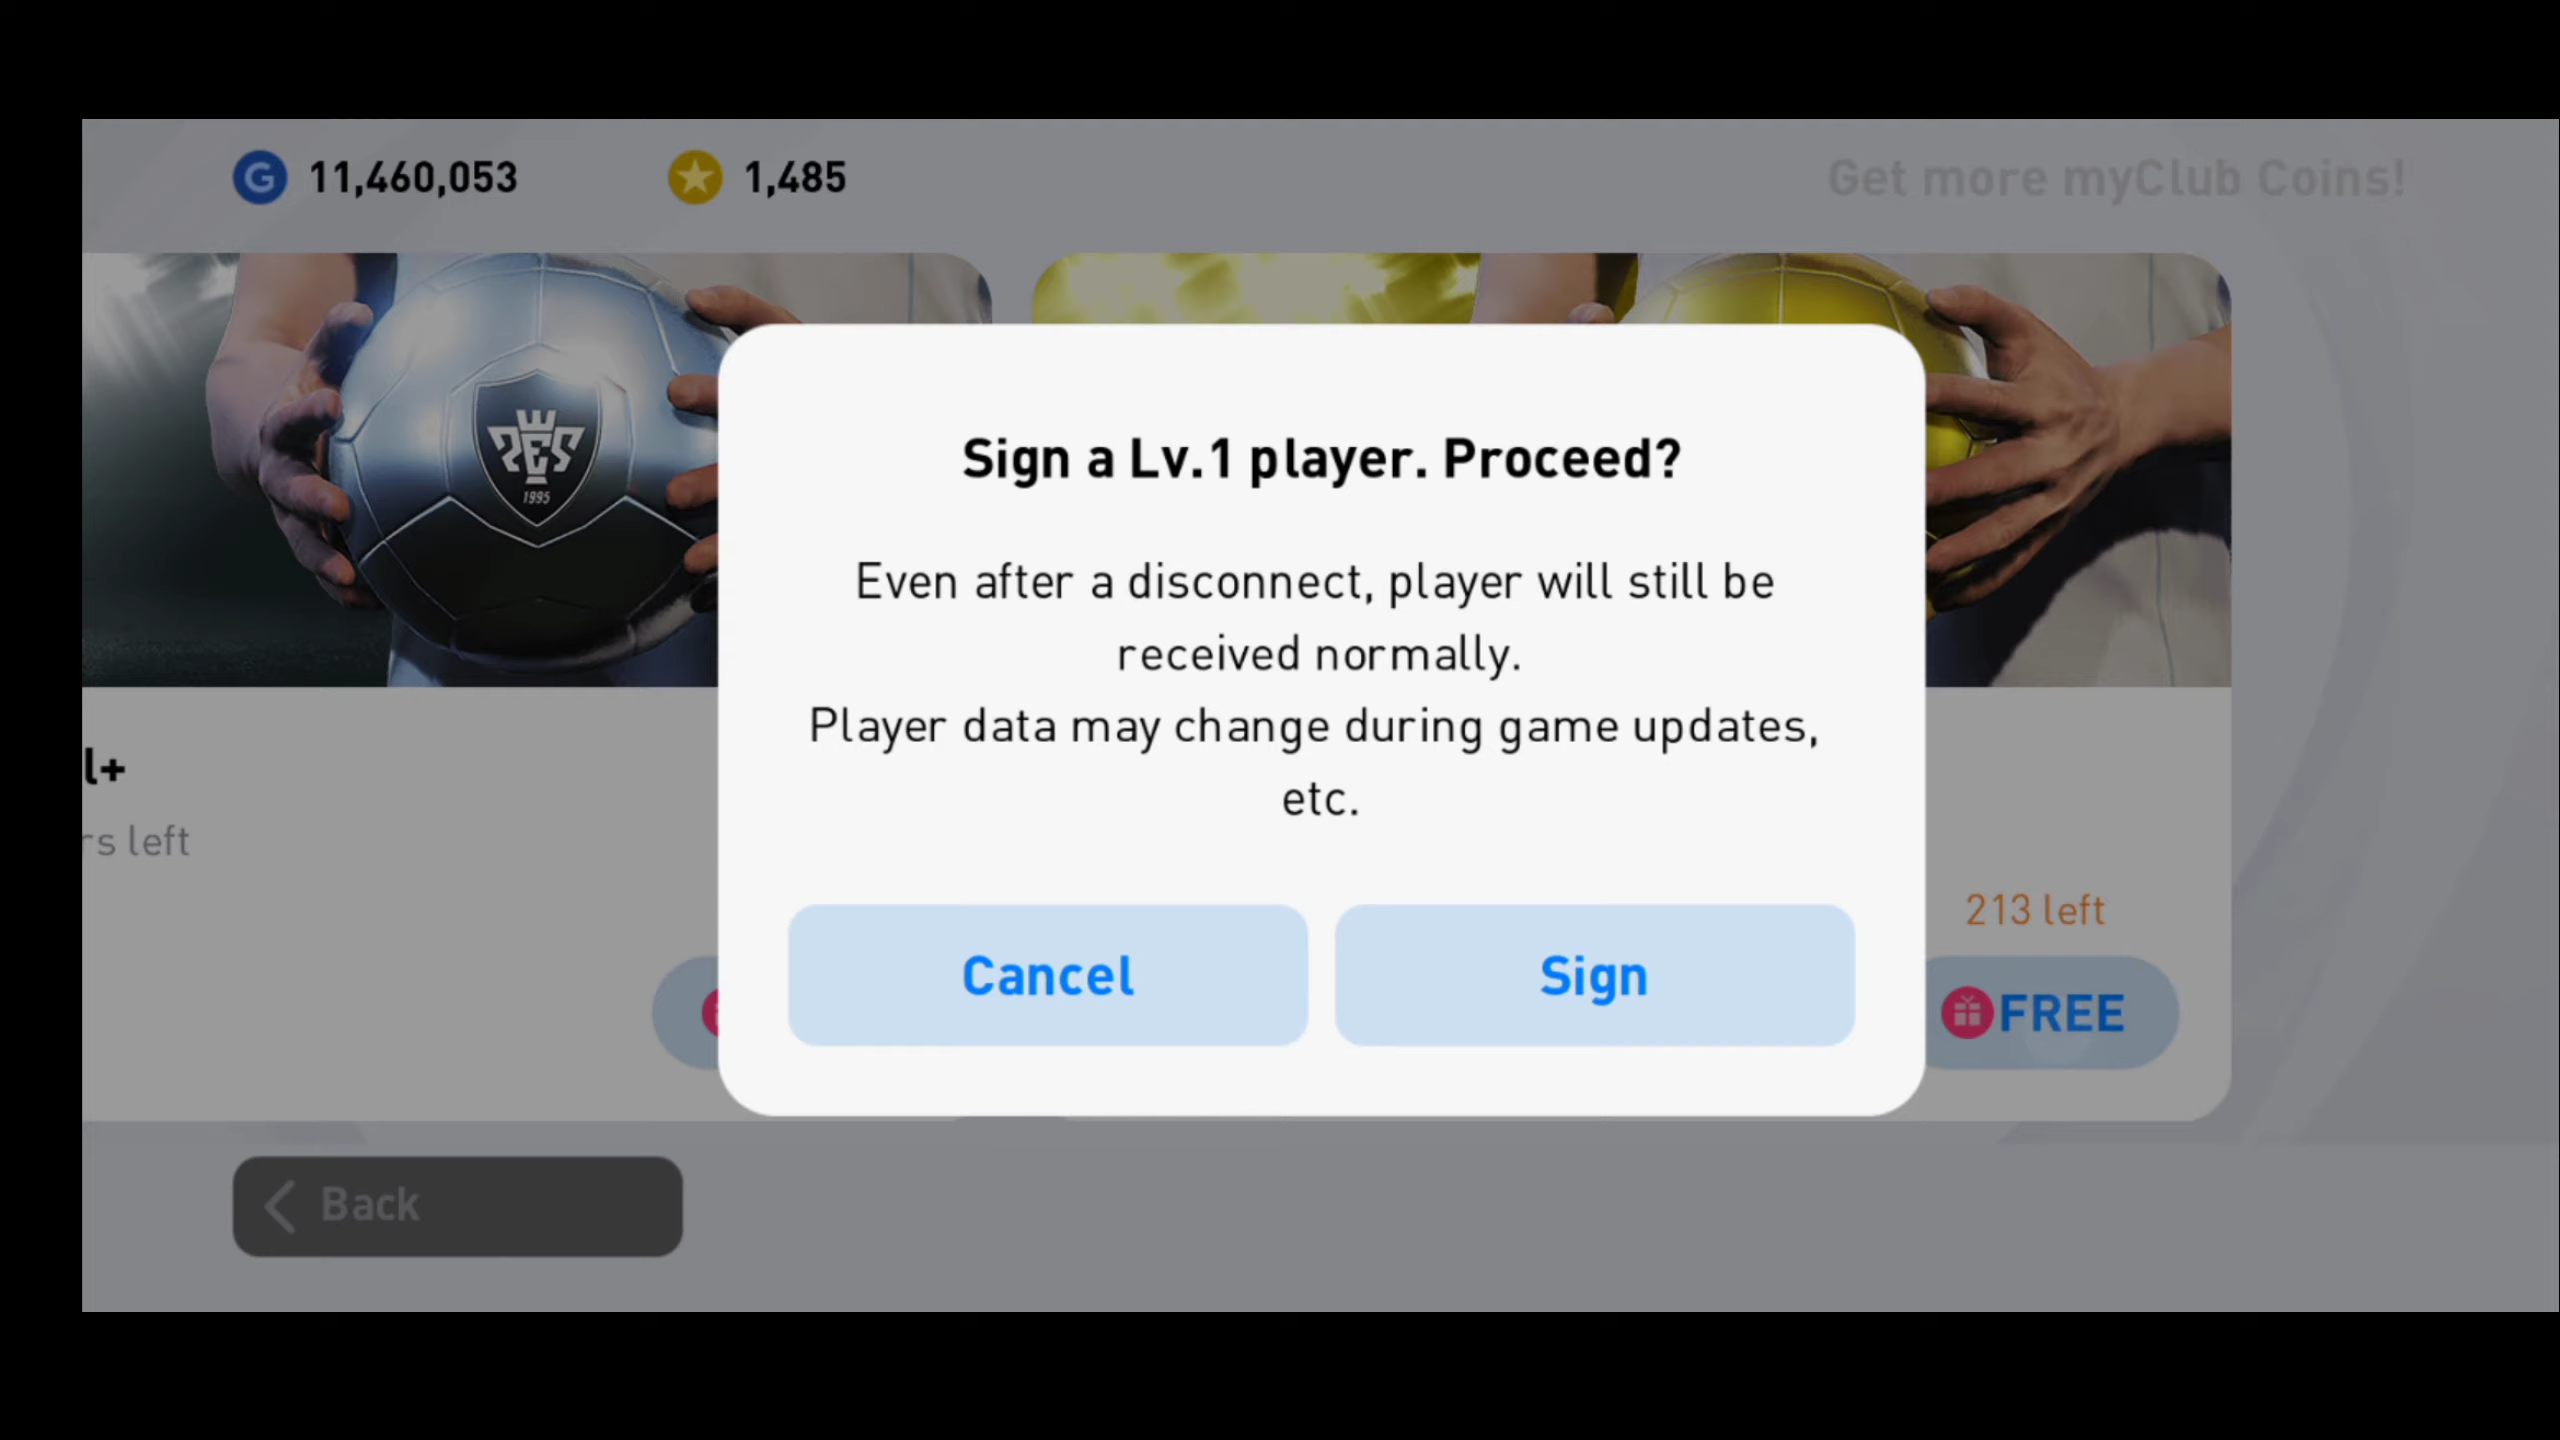 G 11,460,053
1,485
Get more myClub Coins!
PES
1995
Sign a Lv.1 player. Proceed?
Even after a disconnect, player will still be
received normally.
Player data may change during game updates,
etc.
Cancel
Sign
l+
rs left
213 left
FREE
Back